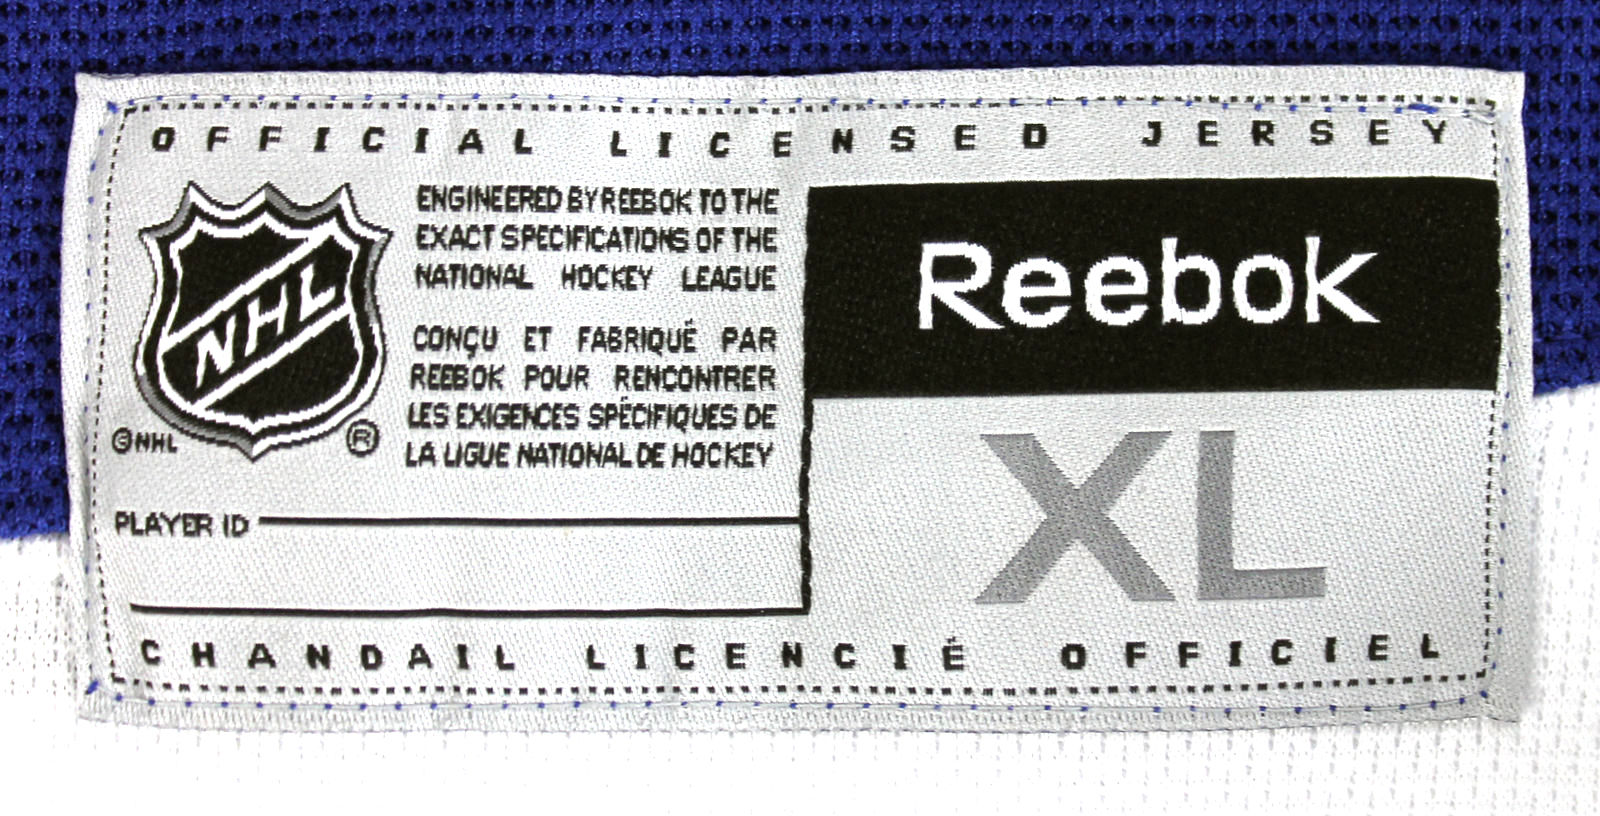 OFFICIAL LICENSED JERSEY
NHL
©NHL
®
ENGINEERED BY REEBOK TO THE
EXACT SPECIFICATIONS OF THE
NATIONAL HOCKEY LEAGUE
CONÇU ET FABRIQUÉ PAR
REEBOK POUR RENCONTRER
LES EXIGENCES SPÉCIFIQUES DE
LA LIGUE NATIONAL DE HOCKEY
PLAYER ID
Reebok
XL
CHANDAIL LICENCIÉ OFFICIEL